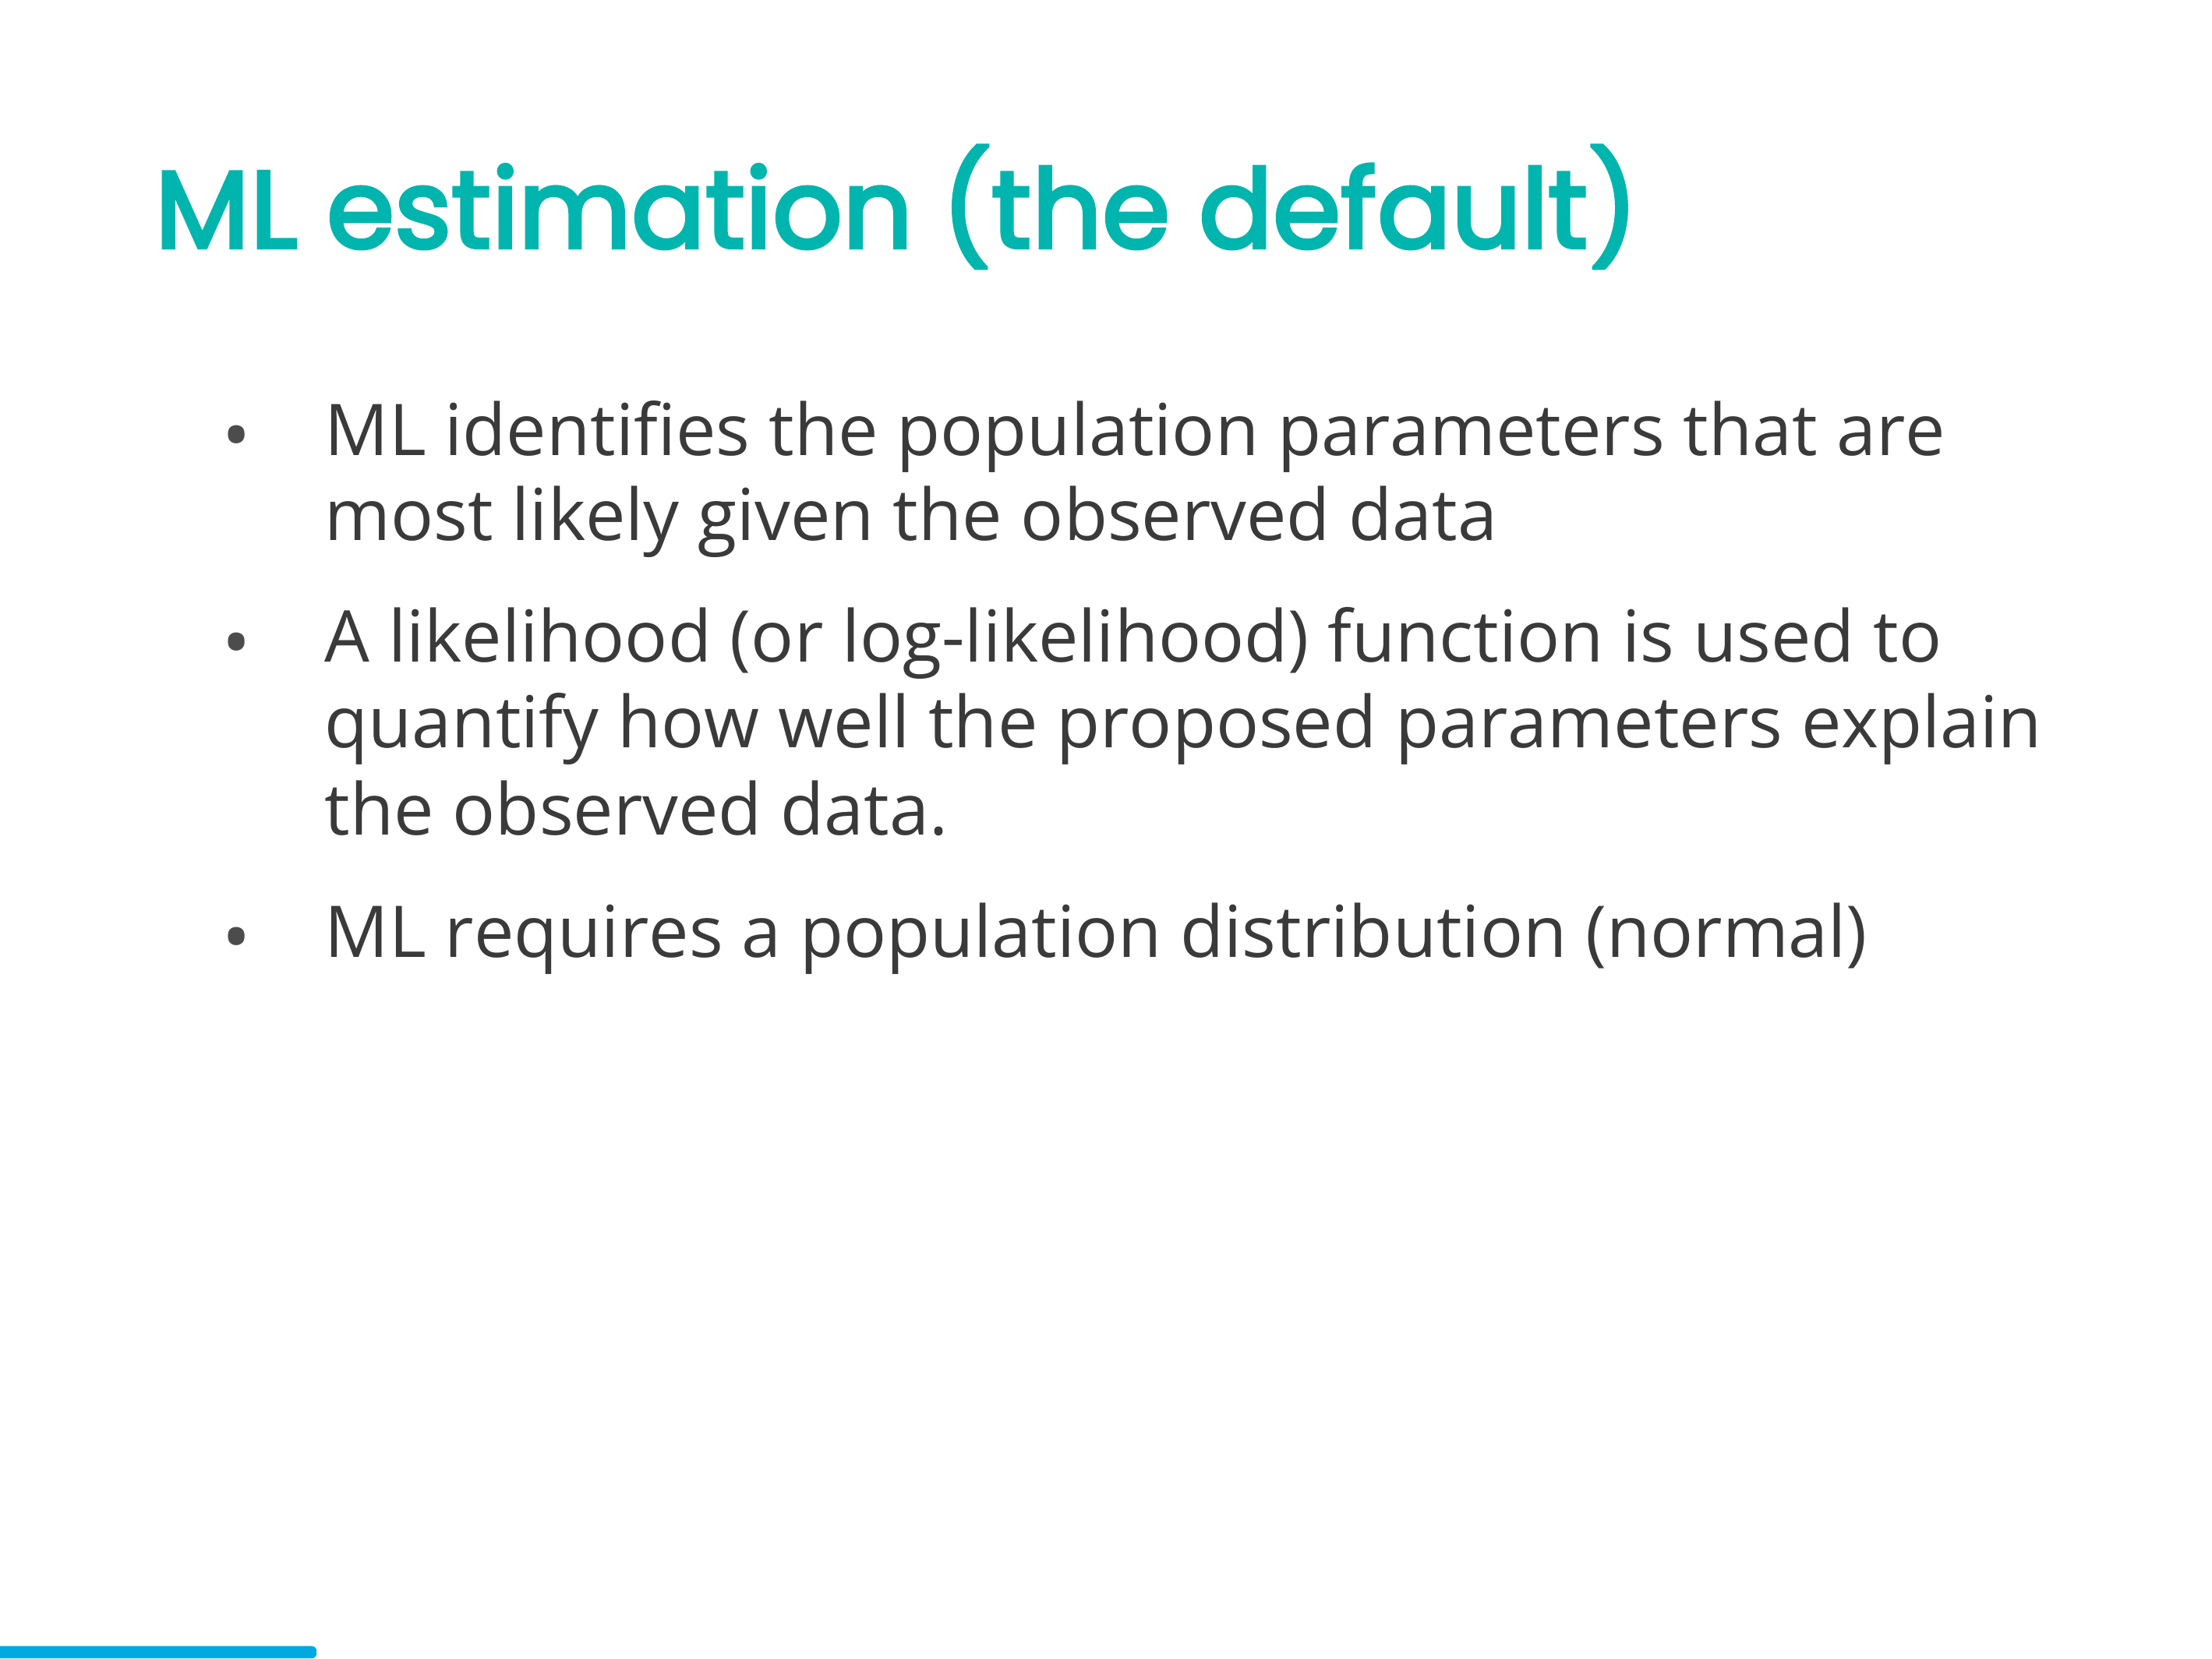 ML estimation (the default)
• ML identifies the population parameters that are
most likely given the observed data
• A likelihood (or log-likelihood) function is used to
quantify how well the proposed parameters explain
the observed data.
• ML requires a population distribution (normal)